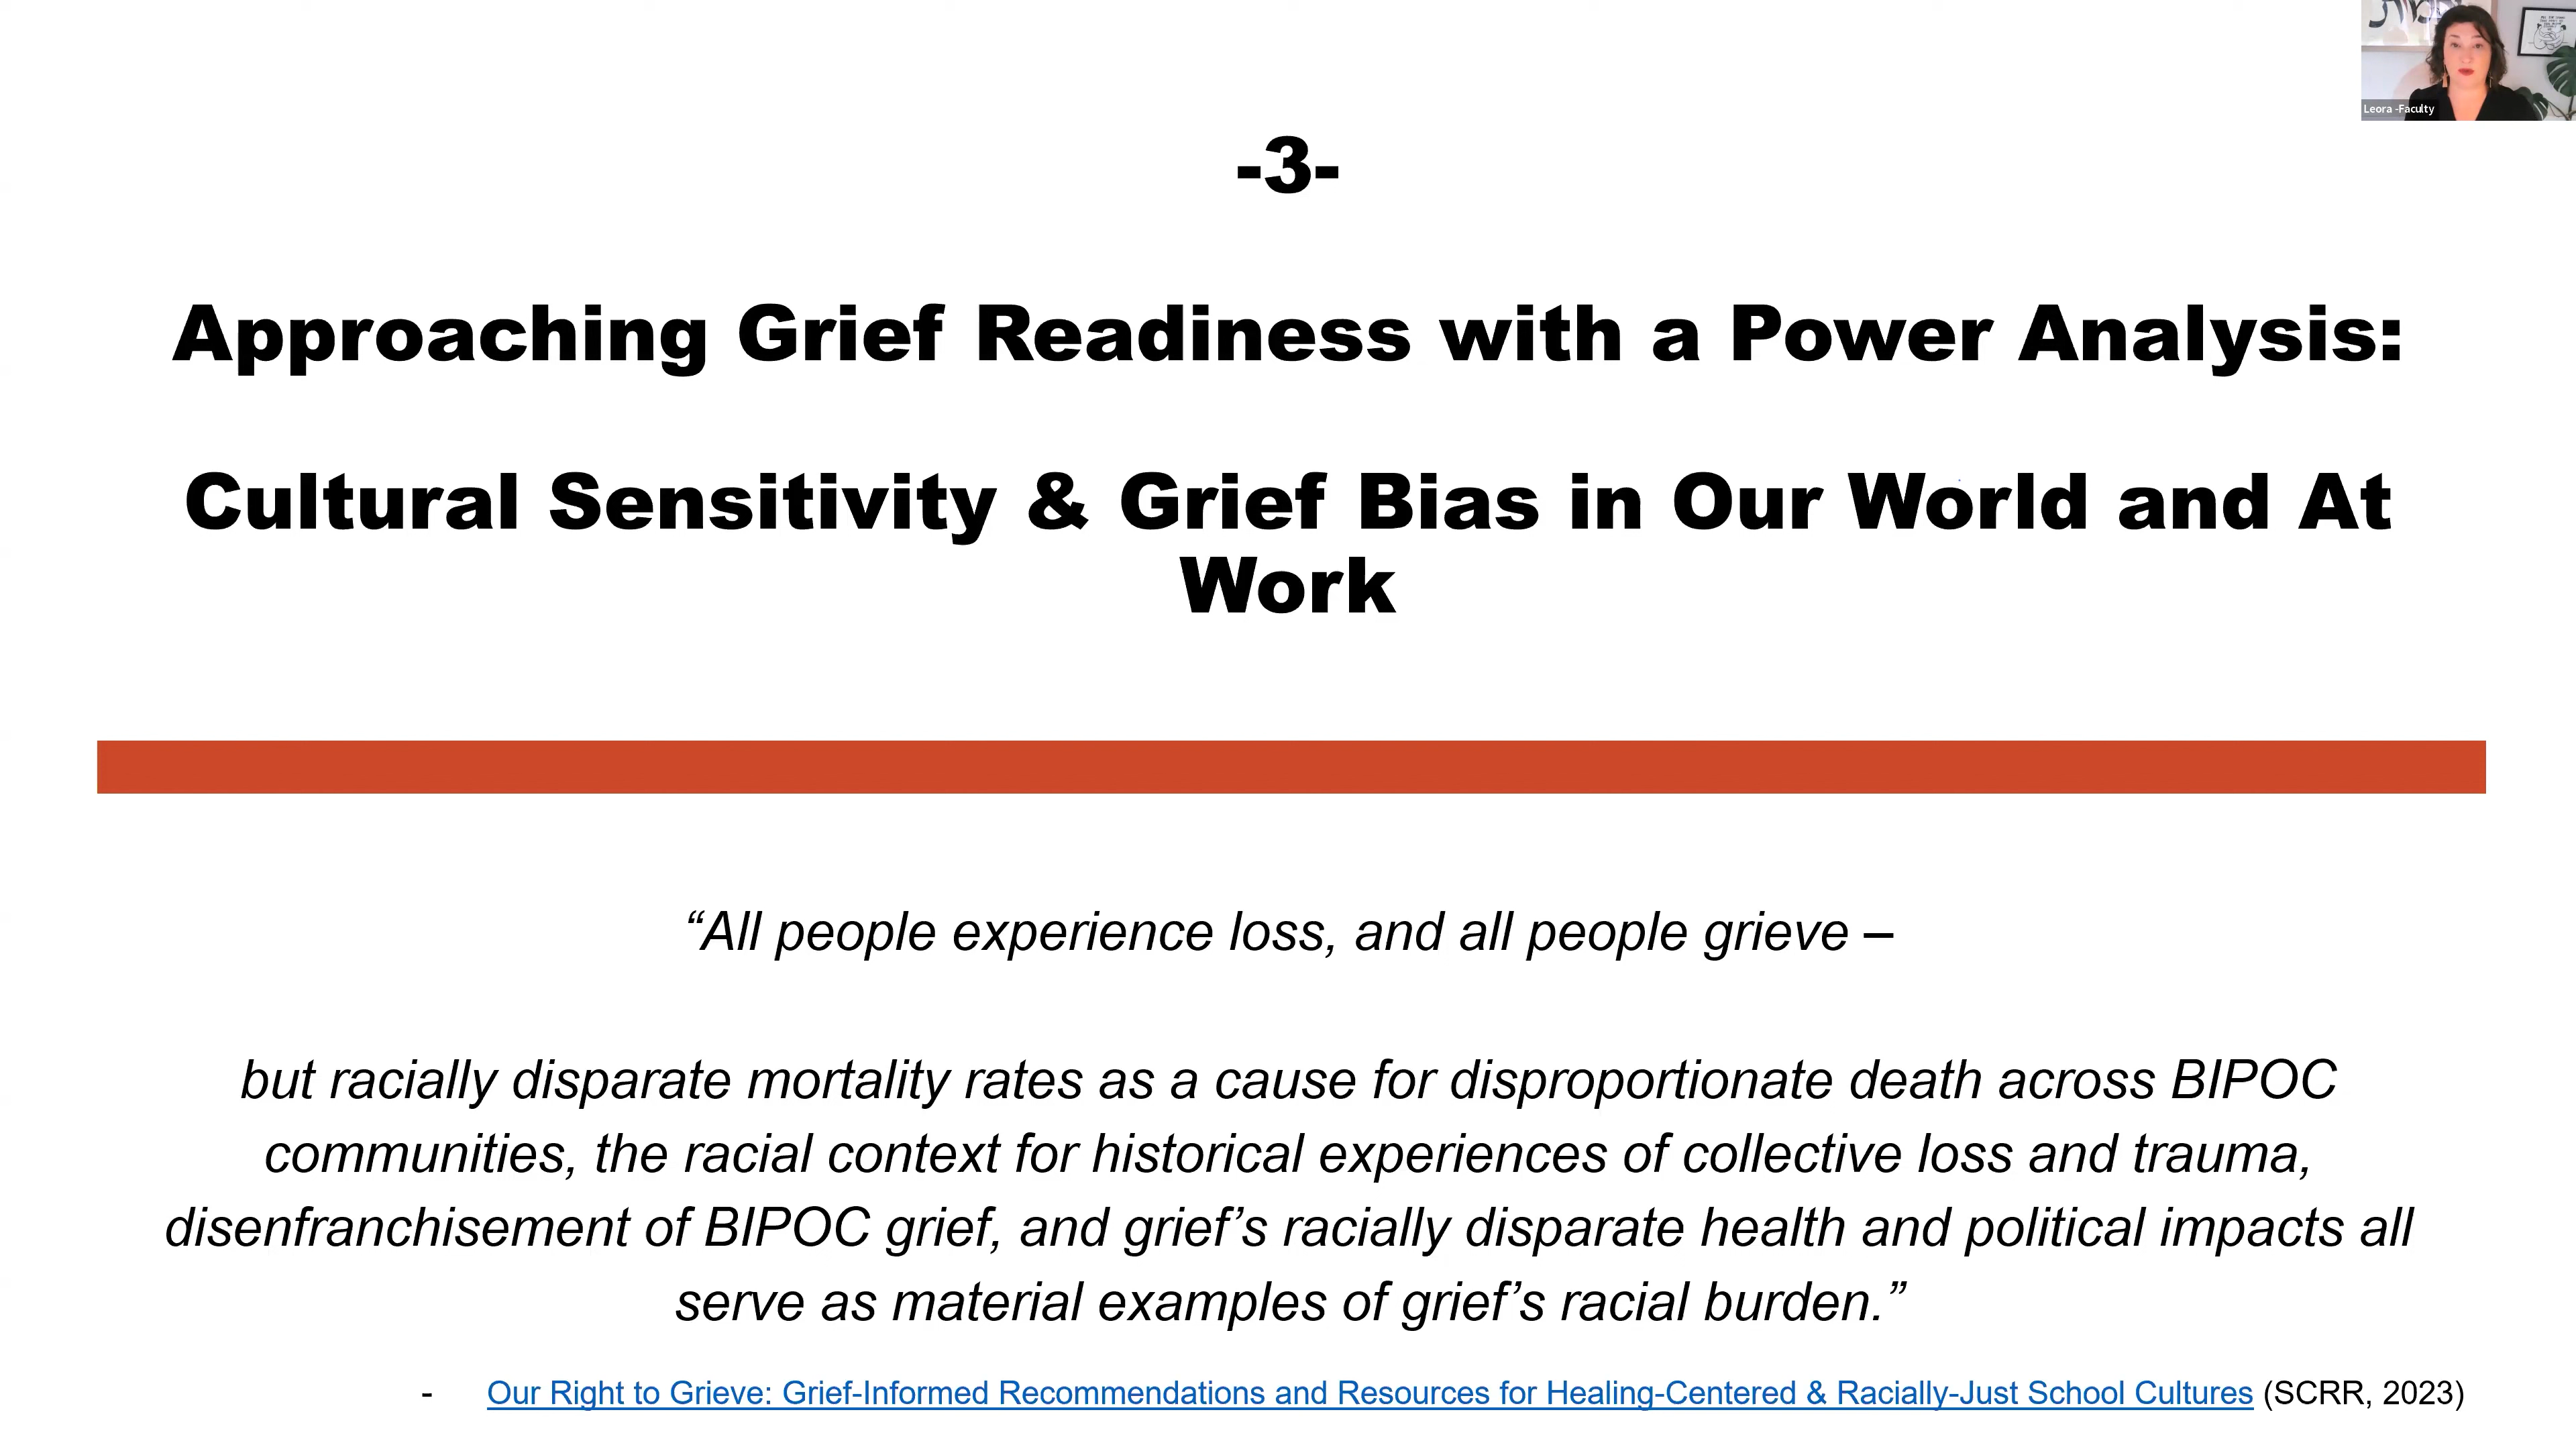 Leora -Faculty
-3-
Approaching Grief Readiness with a Power Analysis:
Cultural Sensitivity & Grief Bias in Our World and At
Work
“All people experience loss, and all people grieve –
but racially disparate mortality rates as a cause for disproportionate death across BIPOC
communities, the racial context for historical experiences of collective loss and trauma,
disenfranchisement of BIPOC grief, and grief’s racially disparate health and political impacts all
serve as material examples of grief’s racial burden.”
- Our Right to Grieve: Grief-Informed Recommendations and Resources for Healing-Centered & Racially-Just School Cultures (SCRR, 2023)